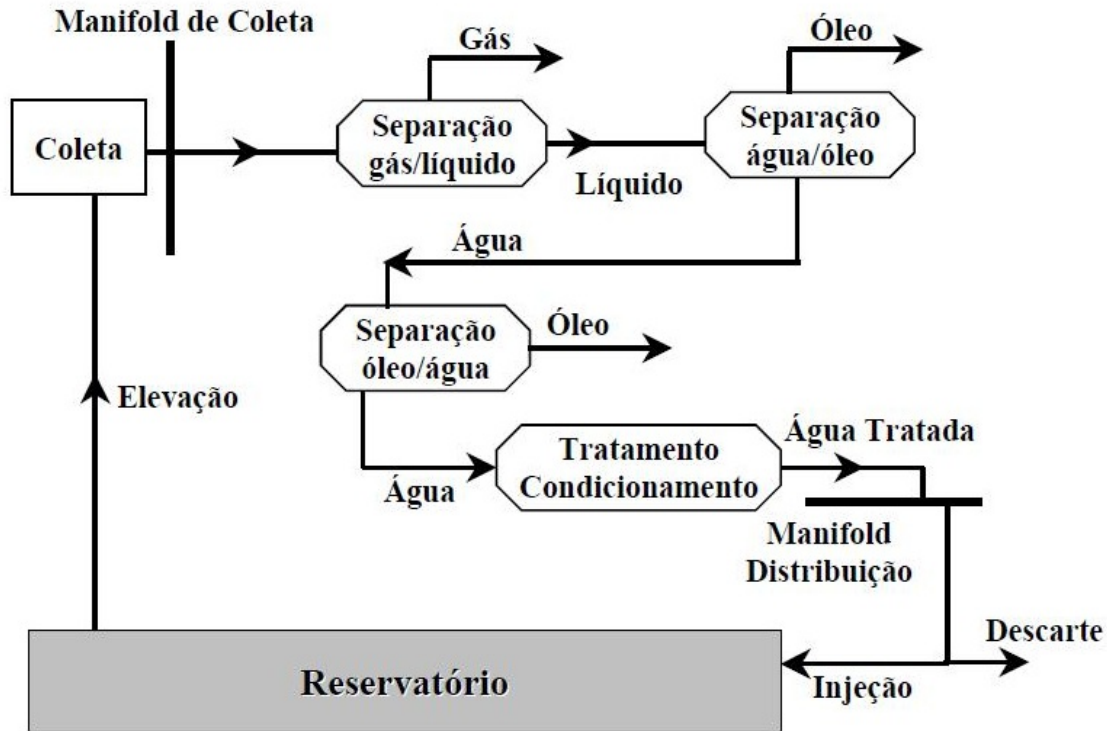 Manifold de Coleta
Gás
Óleo
Coleta
Separação
gás/líquido
Líquido
Separação
água/óleo
Água
Separação
óleo/água
Óleo
Elevação
Água
Tratamento
Condicionamento
Água Tratada
Manifold
Distribuição
Descarte
Injeção
Reservatório